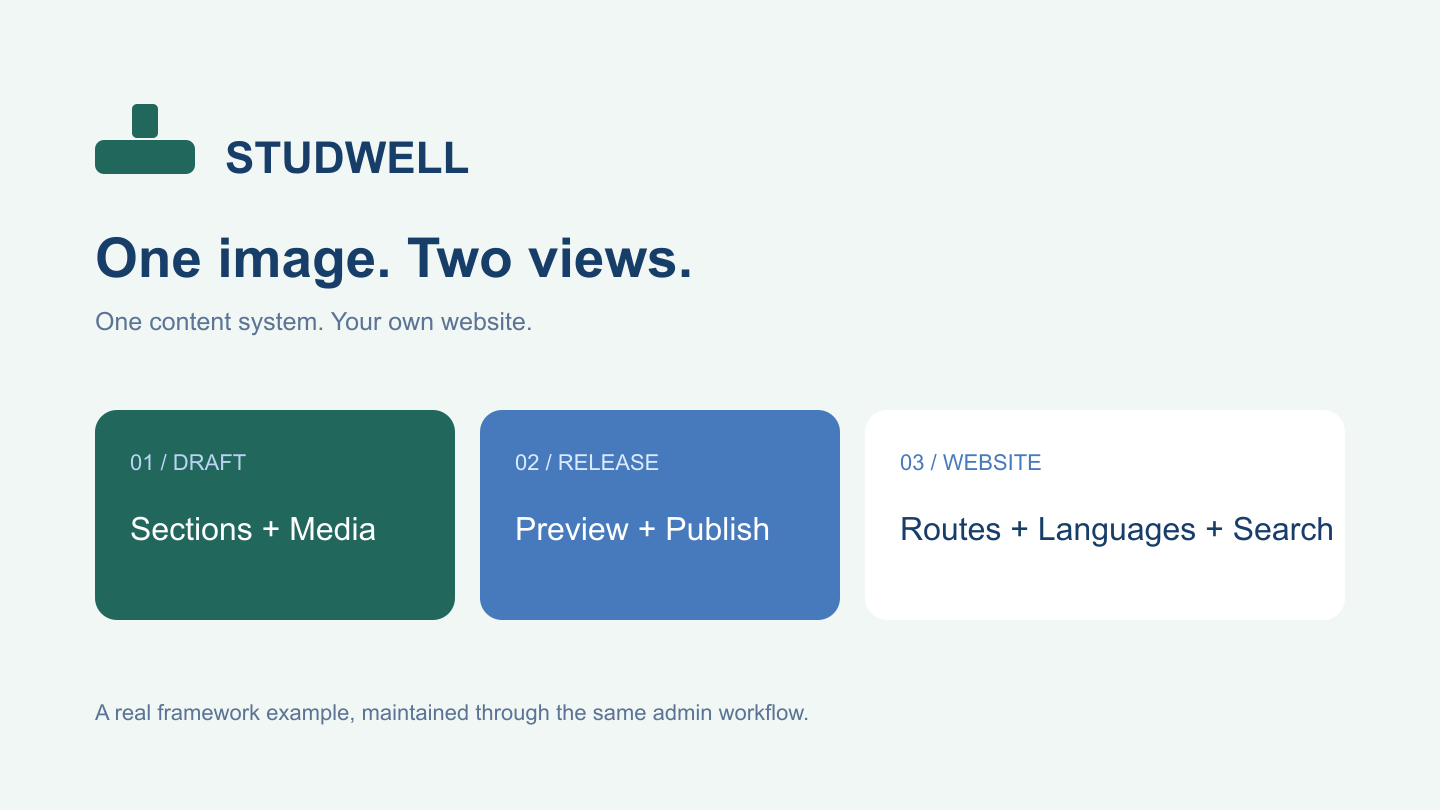 STUDWELL
One image. Two views.
One content system. Your own website.
01 / DRAFT
Sections + Media
02 / RELEASE
Preview + Publish
03 / WEBSITE
Routes + Languages + Search
A real framework example, maintained through the same admin workflow.